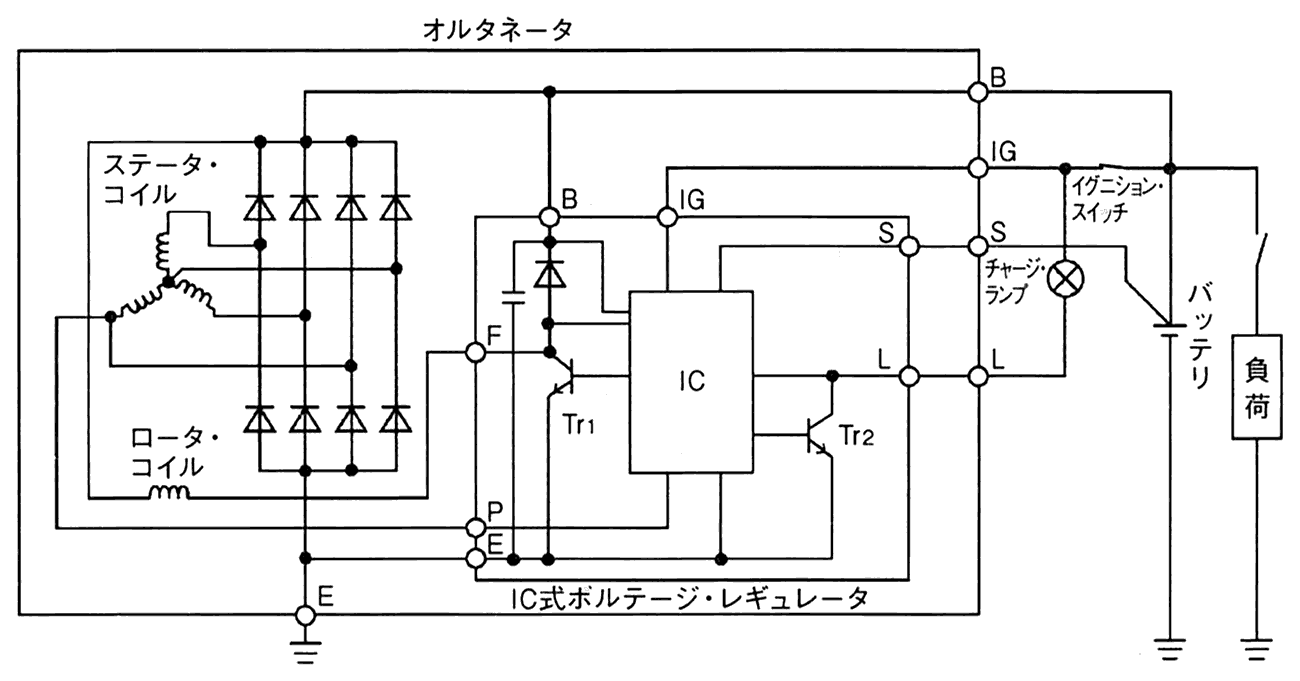 オルタネータ
B
IG
ステータ・
コイル
イグニション・
スイッチ
B
IG
S
S
チャージ・
ランプ
バッテリ
F
L
L
IC
負荷
Tr1
Tr2
ロータ・
コイル
P
E
E
IC式ボルテージ・レギュレータ